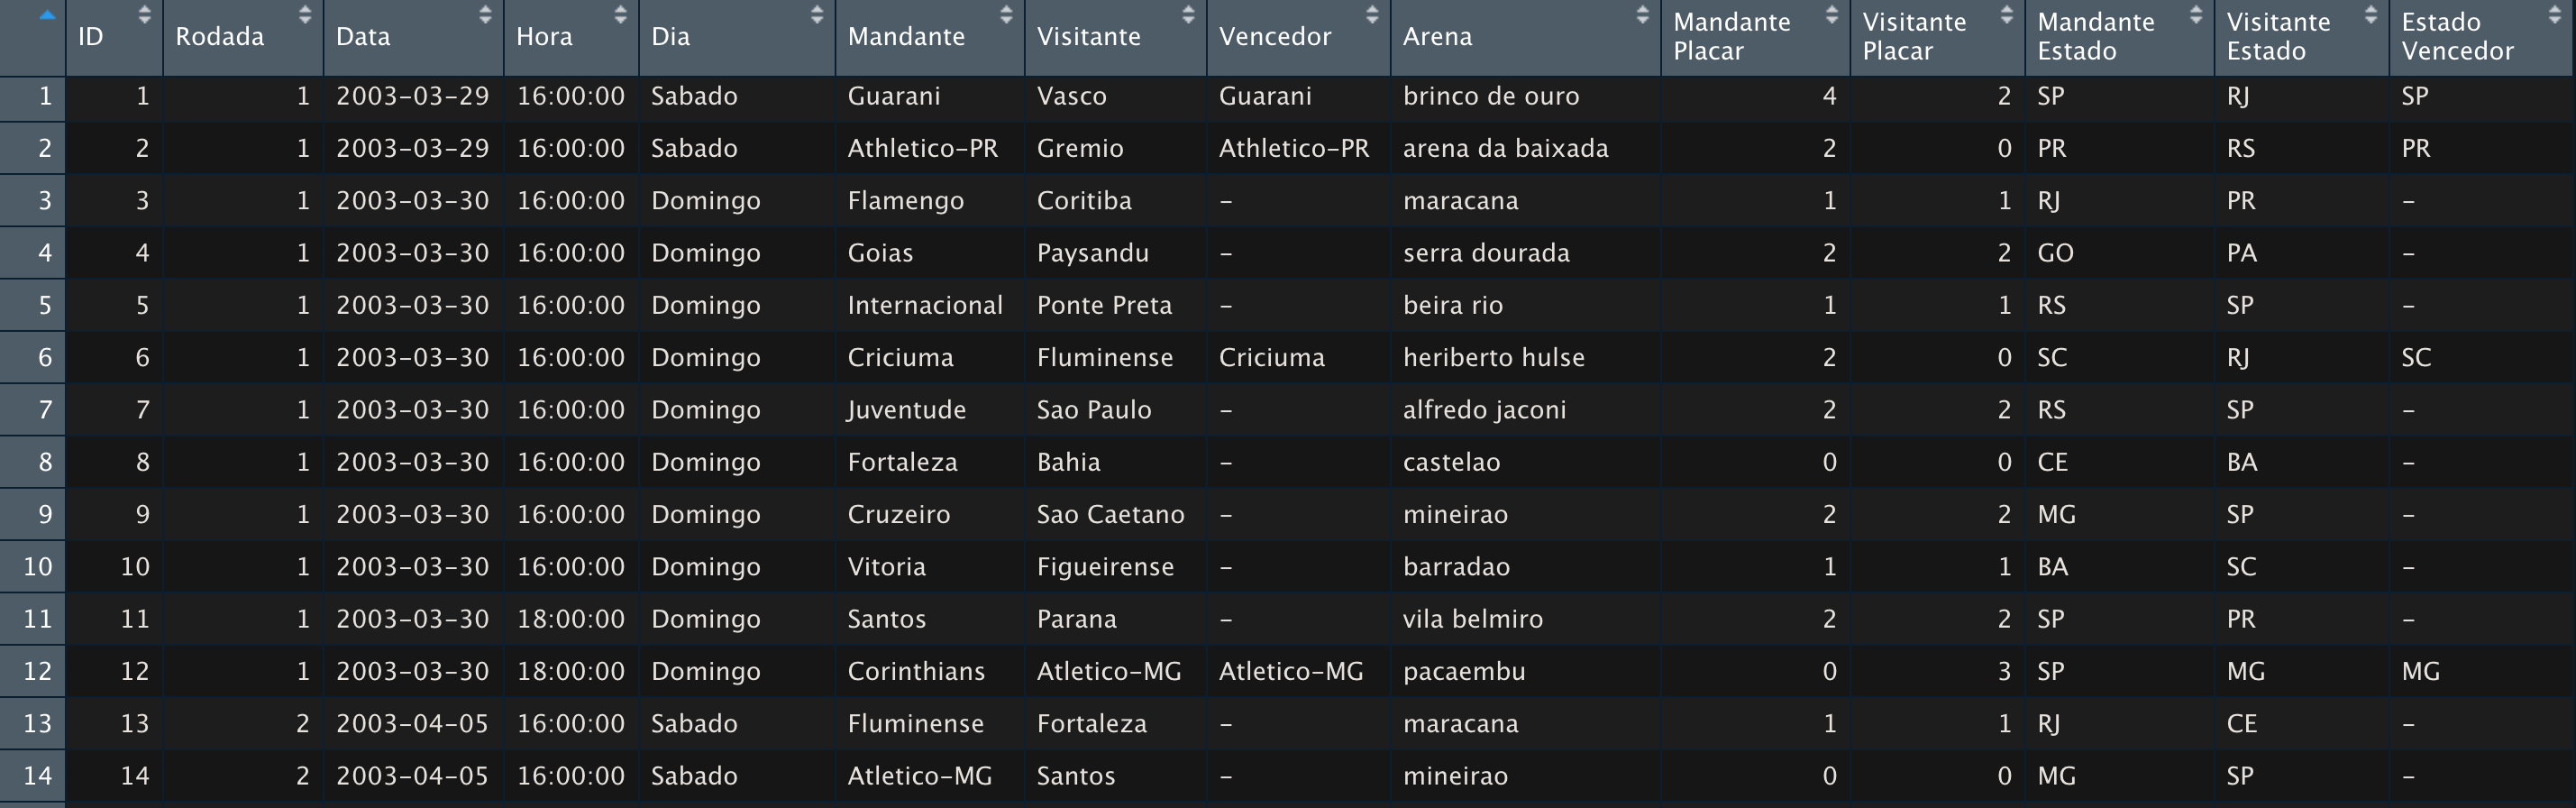 ID Rodada Data Hora Dia Mandante Visitante Vencedor Arena Mandante Placar Visitante Placar Mandante Estado Visitante Estado Estado Vencedor
1 1 1 2003-03-29 16:00:00 Sabado Guarani Vasco Guarani brinco de ouro 4 2 SP RJ SP
2 2 1 2003-03-29 16:00:00 Sabado Athletico-PR Gremio Athletico-PR arena da baixada 2 0 PR RS PR
3 3 1 2003-03-30 16:00:00 Domingo Flamengo Coritiba - maracana 1 1 RJ PR -
4 4 1 2003-03-30 16:00:00 Domingo Goias Paysandu - serra dourada 2 2 GO PA -
5 5 1 2003-03-30 16:00:00 Domingo Internacional Ponte Preta - beira rio 1 1 RS SP -
6 6 1 2003-03-30 16:00:00 Domingo Criciuma Fluminense Criciuma heriberto hulse 2 0 SC RJ SC
7 7 1 2003-03-30 16:00:00 Domingo Juventude Sao Paulo - alfredo jaconi 2 2 RS SP -
8 8 1 2003-03-30 16:00:00 Domingo Fortaleza Bahia - castelao 0 0 CE BA -
9 9 1 2003-03-30 16:00:00 Domingo Cruzeiro Sao Caetano - mineirao 2 2 MG SP -
10 10 1 2003-03-30 16:00:00 Domingo Vitoria Figueirense - barradao 1 1 BA SC -
11 11 1 2003-03-30 18:00:00 Domingo Santos Parana - vila belmiro 2 2 SP PR -
12 12 1 2003-03-30 18:00:00 Domingo Corinthians Atletico-MG Atletico-MG pacaembu 0 3 SP MG MG
13 13 2 2003-04-05 16:00:00 Sabado Fluminense Fortaleza - maracana 1 1 RJ CE -
14 14 2 2003-04-05 16:00:00 Sabado Atletico-MG Santos - mineirao 0 0 MG SP -